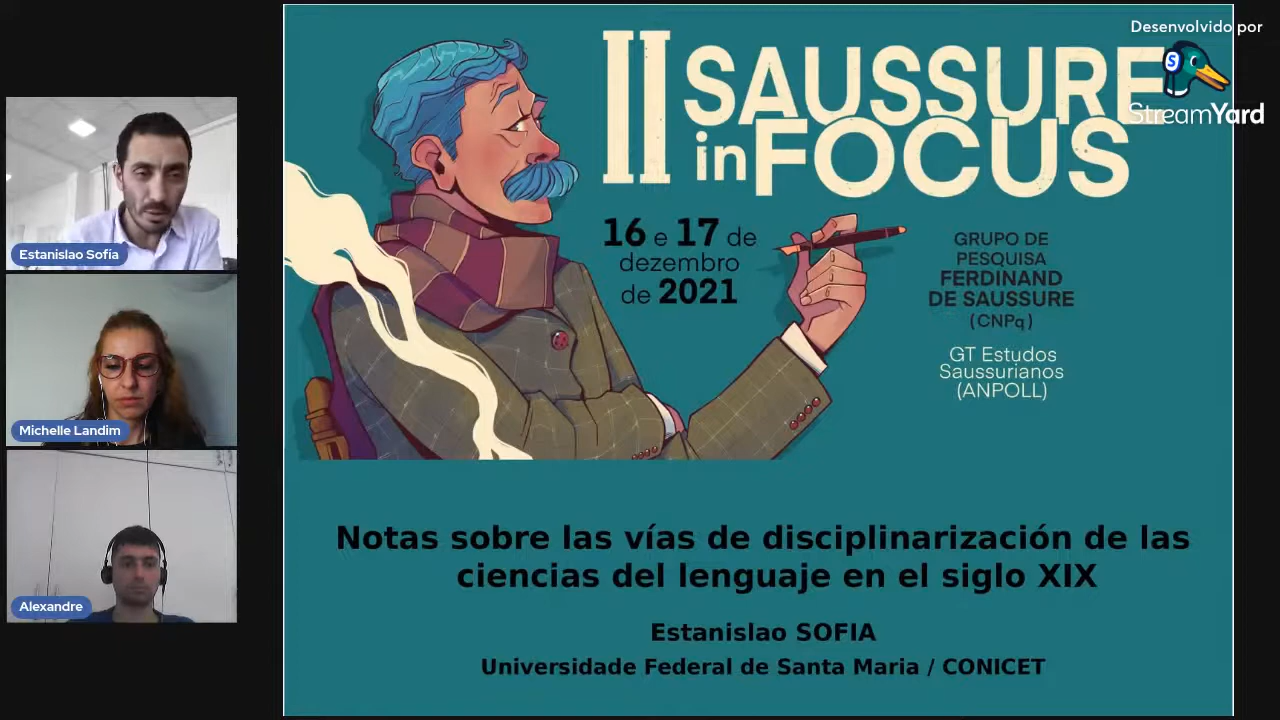 Desenvolvido por
StreamYard
S
II SAUSSURE
in FOCUS
16 e 17 de
dezembro
de 2021
GRUPO DE
PESQUISA
FERDINAND
DE SAUSSURE
(CNPq)
GT Estudos
Saussurianos
(ANPOLL)
Estanislao Sofía
Michelle Landim
Alexandre
Notas sobre las vías de disciplinarización de las
ciencias del lenguaje en el siglo XIX
Estanislao SOFIA
Universidade Federal de Santa Maria / CONICET